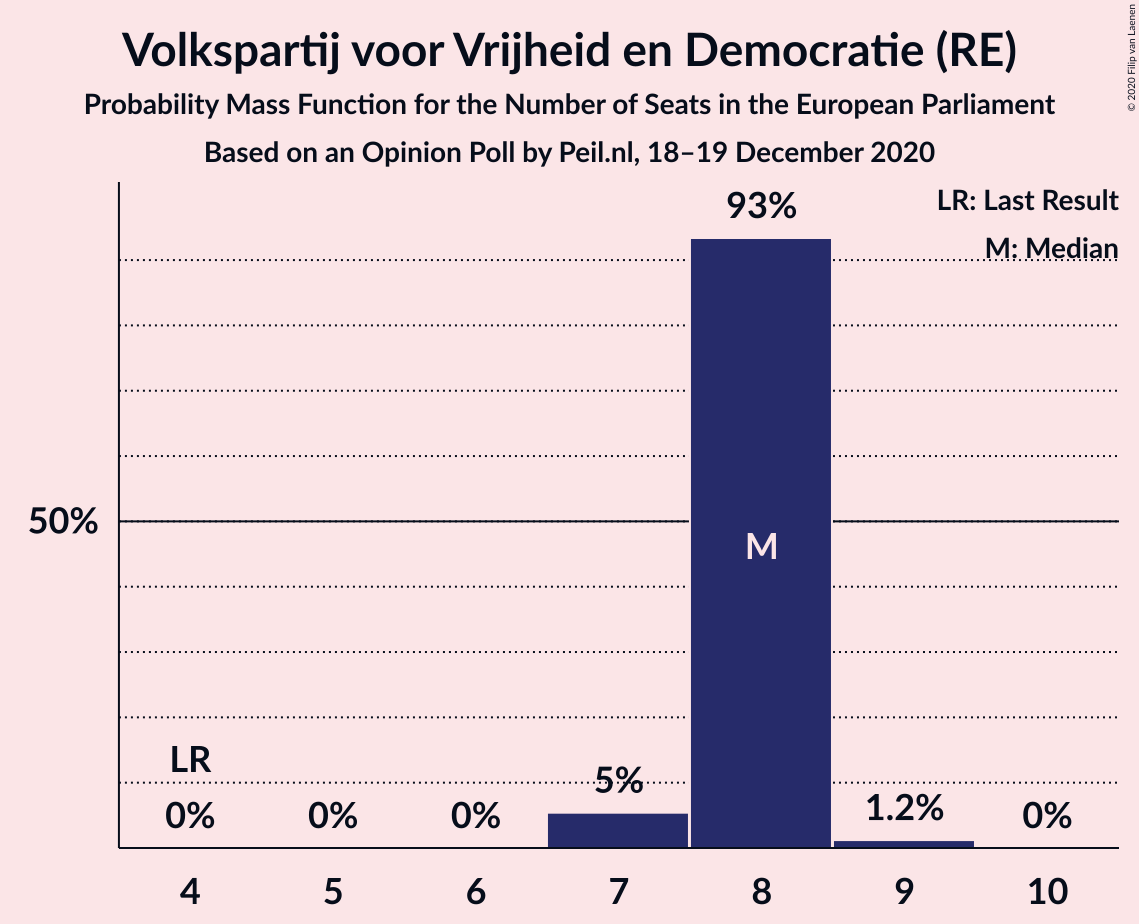 Volkspartij voor Vrijheid en Democratie (RE)
Probability Mass Function for the Number of Seats in the European Parliament
Based on an Opinion Poll by Peil.nl, 18–19 December 2020
© 2020 Filip van Laenen
LR: Last Result
M: Median
93%
50%
M
LR
0%
0%
0%
5%
1.2%
0%
4
5
6
7
8
9
10